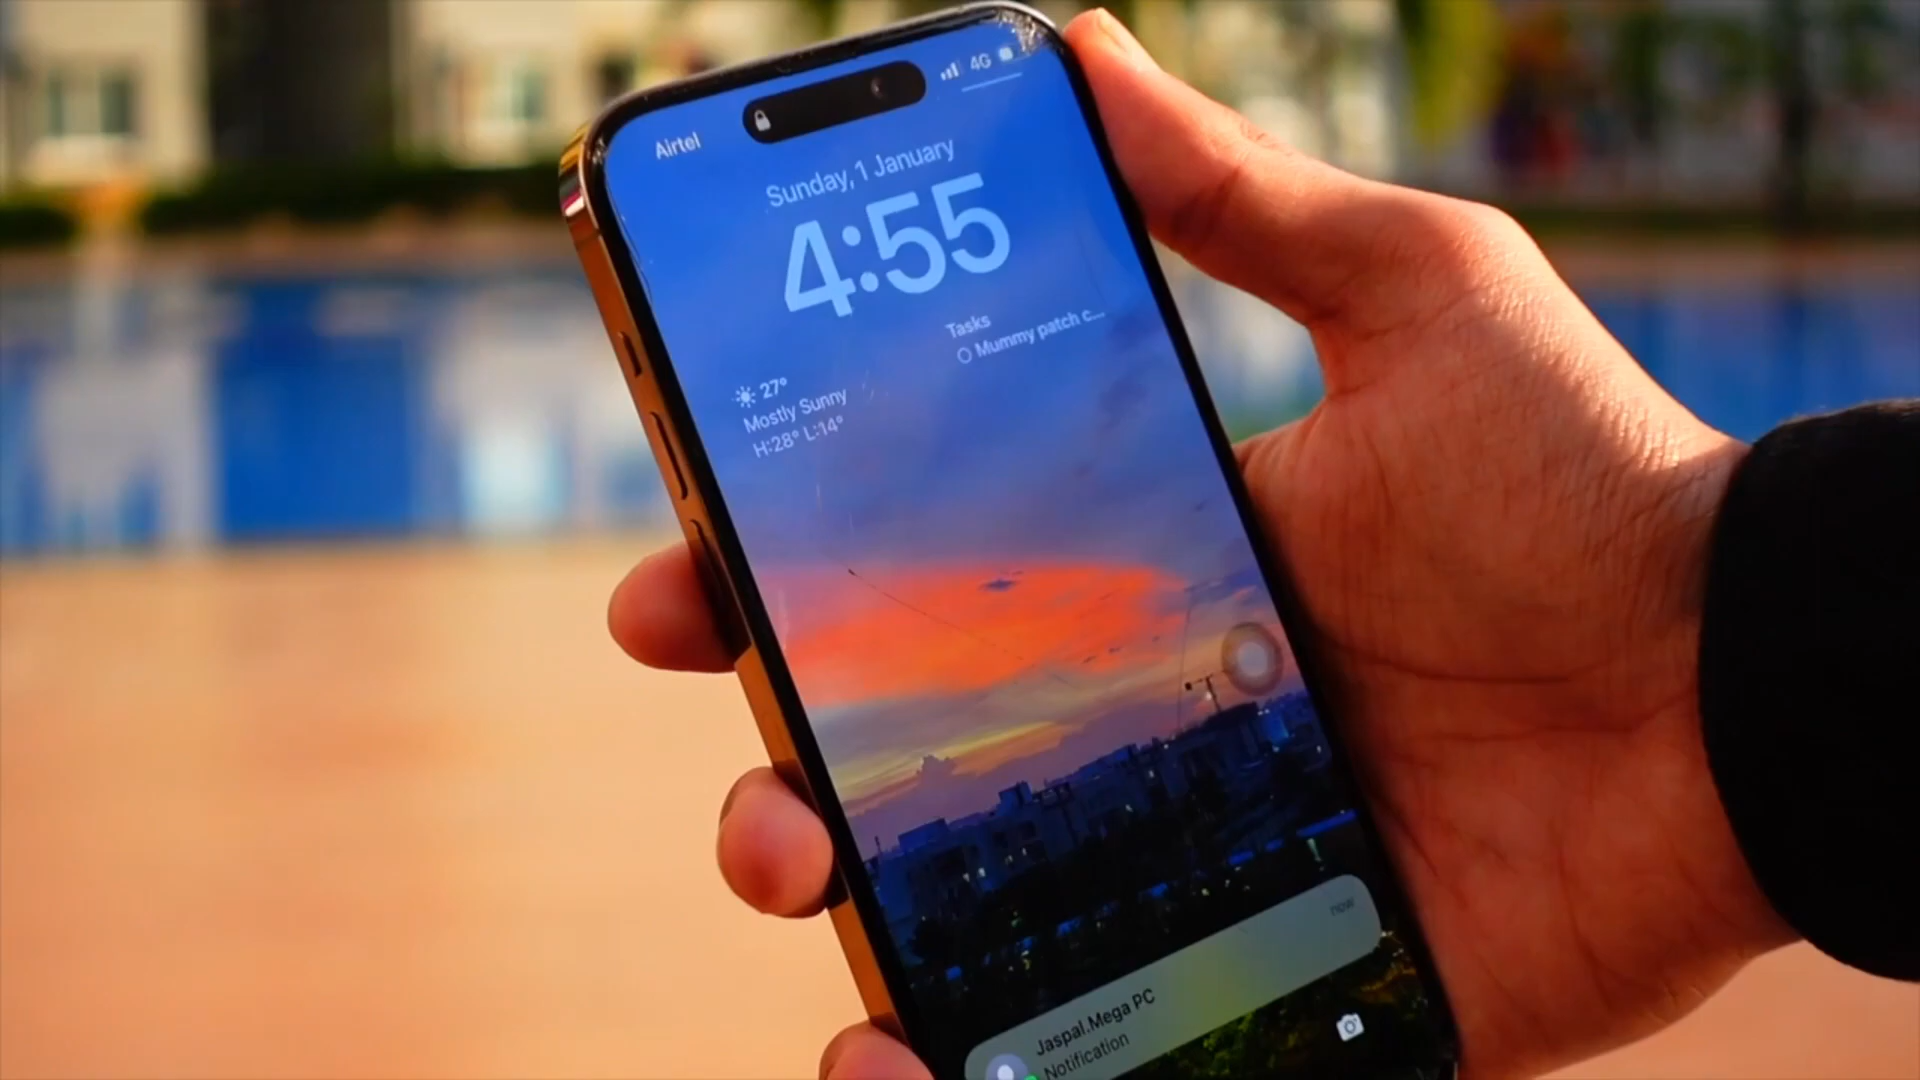 Airtel
4G
Sunday, 1 January
4:55
Tasks
Mummy patch c...
27°
Mostly Sunny
H:28° L:14°
now
Jaspal.Mega PC
Notification